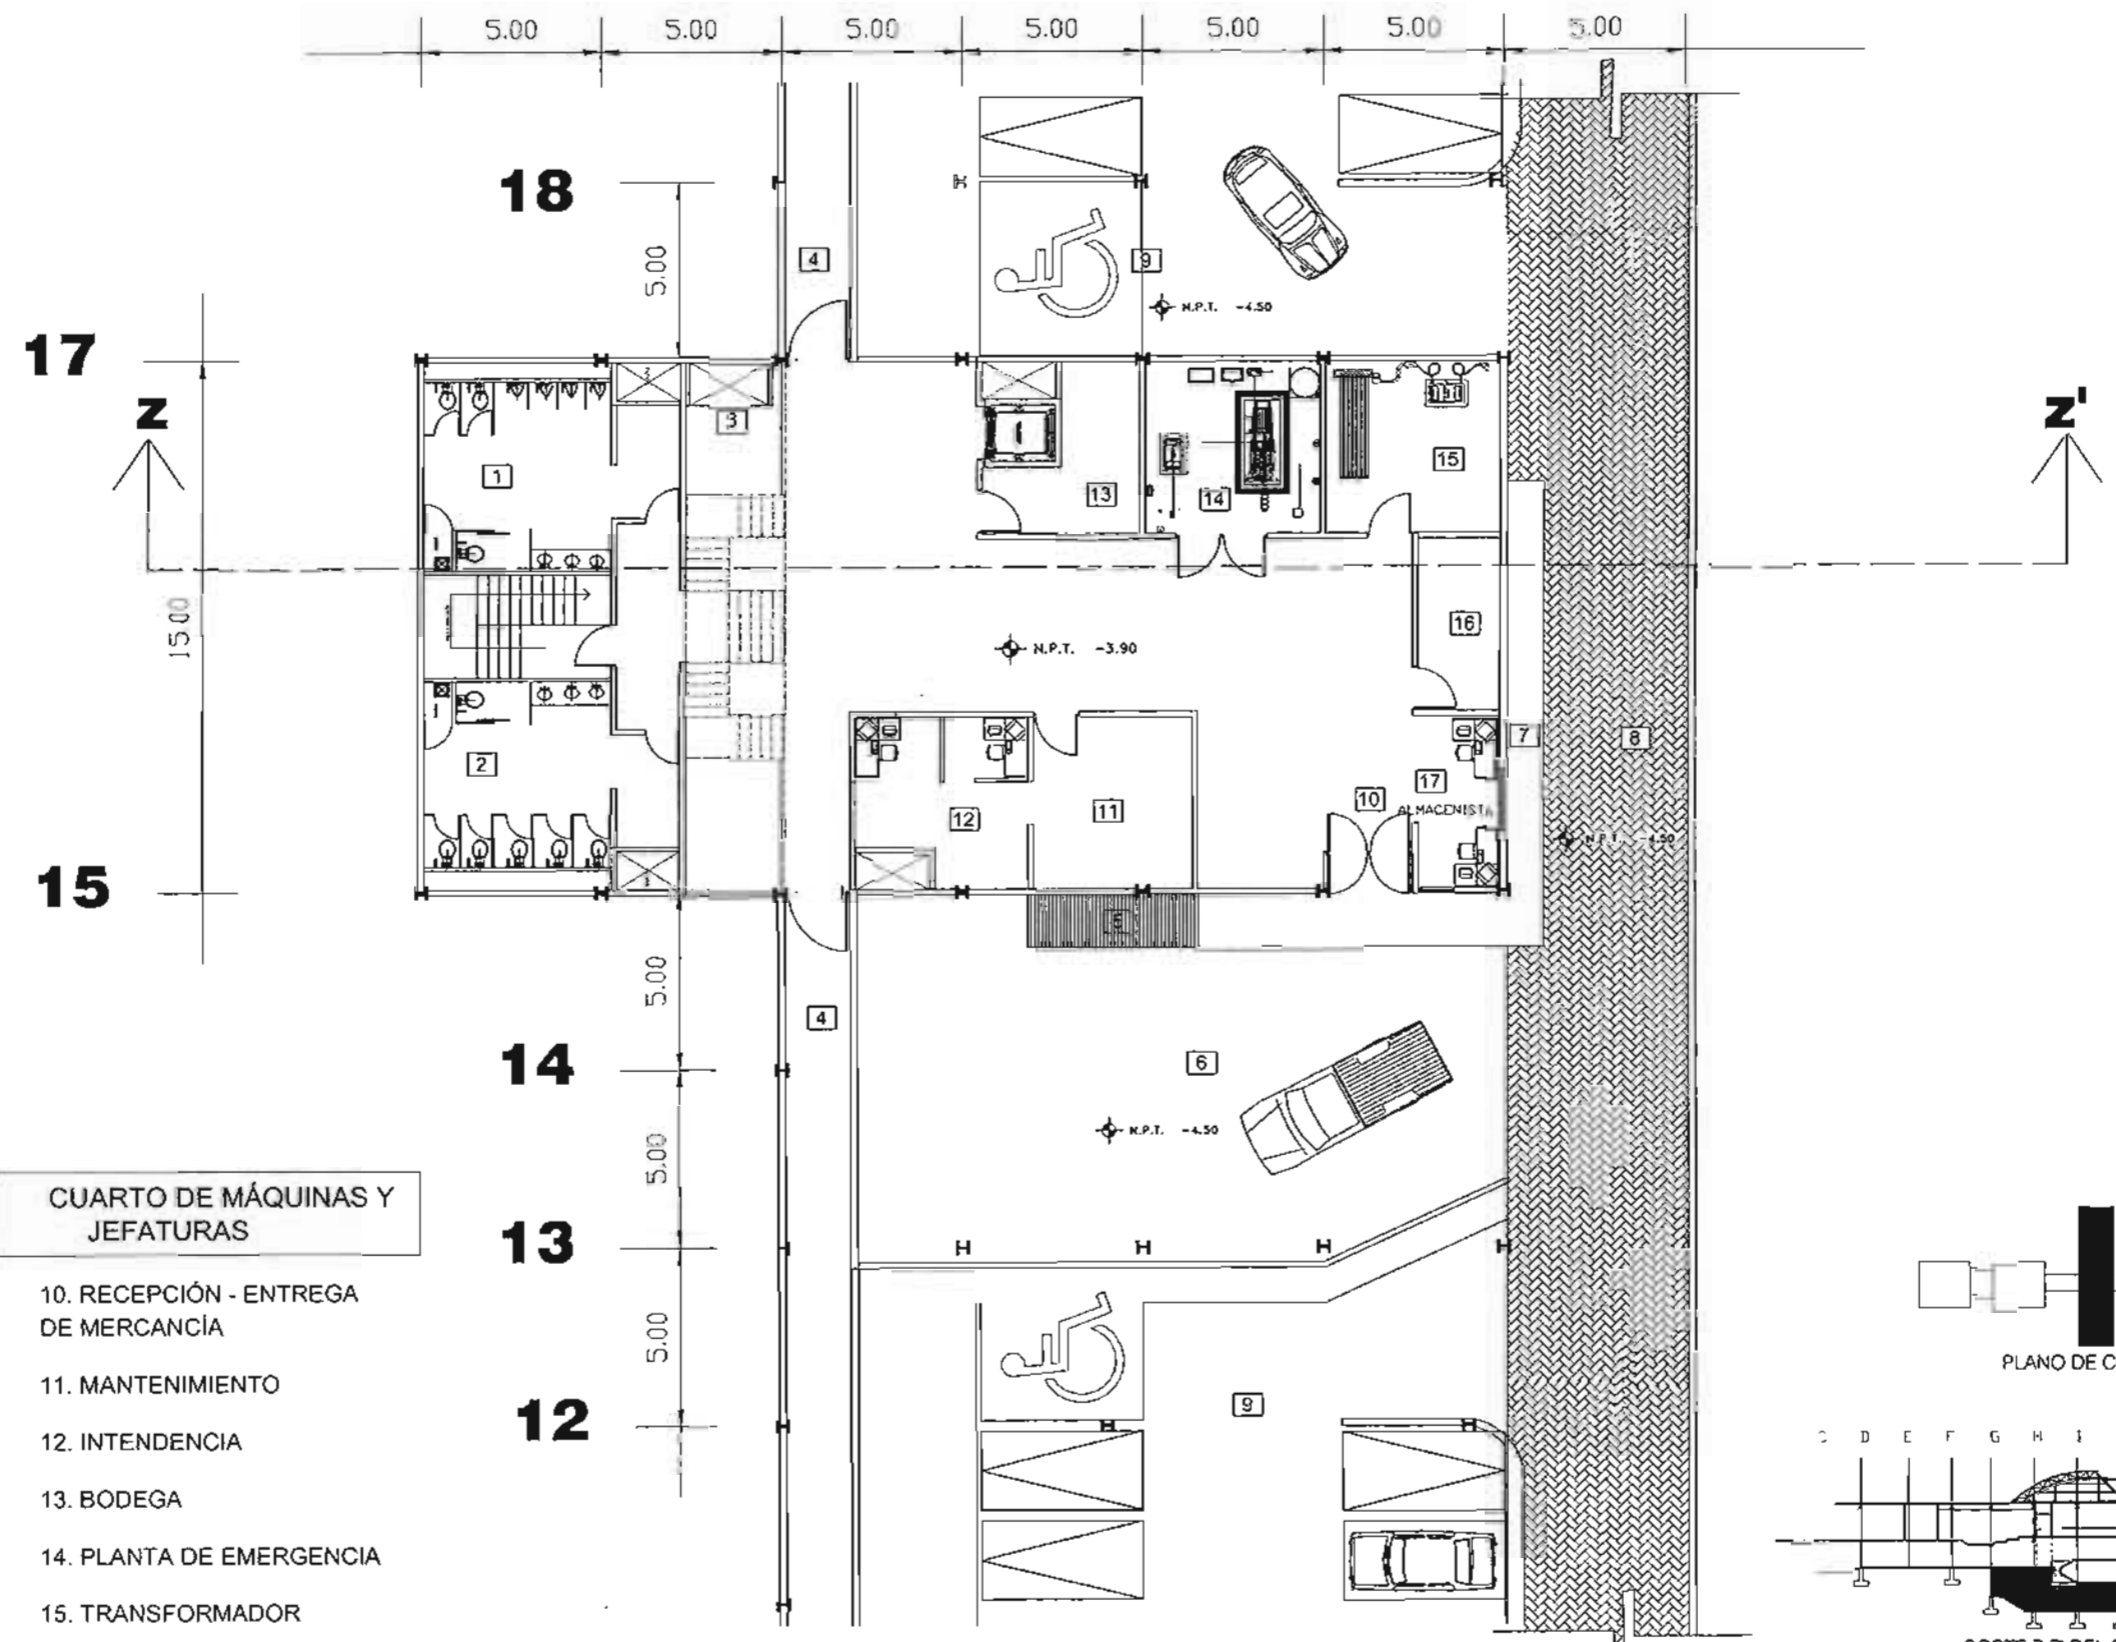 5.00 5.00 5.00 5.00 5.00 5.00 5.00
18
5.00
4
9
N.P.T. -4.50
17
Z
Z'
3
1
13
14
15
15.00
16
N.P.T. -3.90
2
7
8
17
10
ALMACENISTA
12
11
N.P.T. -4.50
15
5
5.00
4
14
6
N.P.T. -4.50
5.00
CUARTO DE MÁQUINAS Y
JEFATURAS
13
10. RECEPCIÓN - ENTREGA
DE MERCANCÍA
5.00
PLANO DE C
11. MANTENIMIENTO
9
12
12. INTENDENCIA
D E F G H I
13. BODEGA
14. PLANTA DE EMERGENCIA
15. TRANSFORMADOR